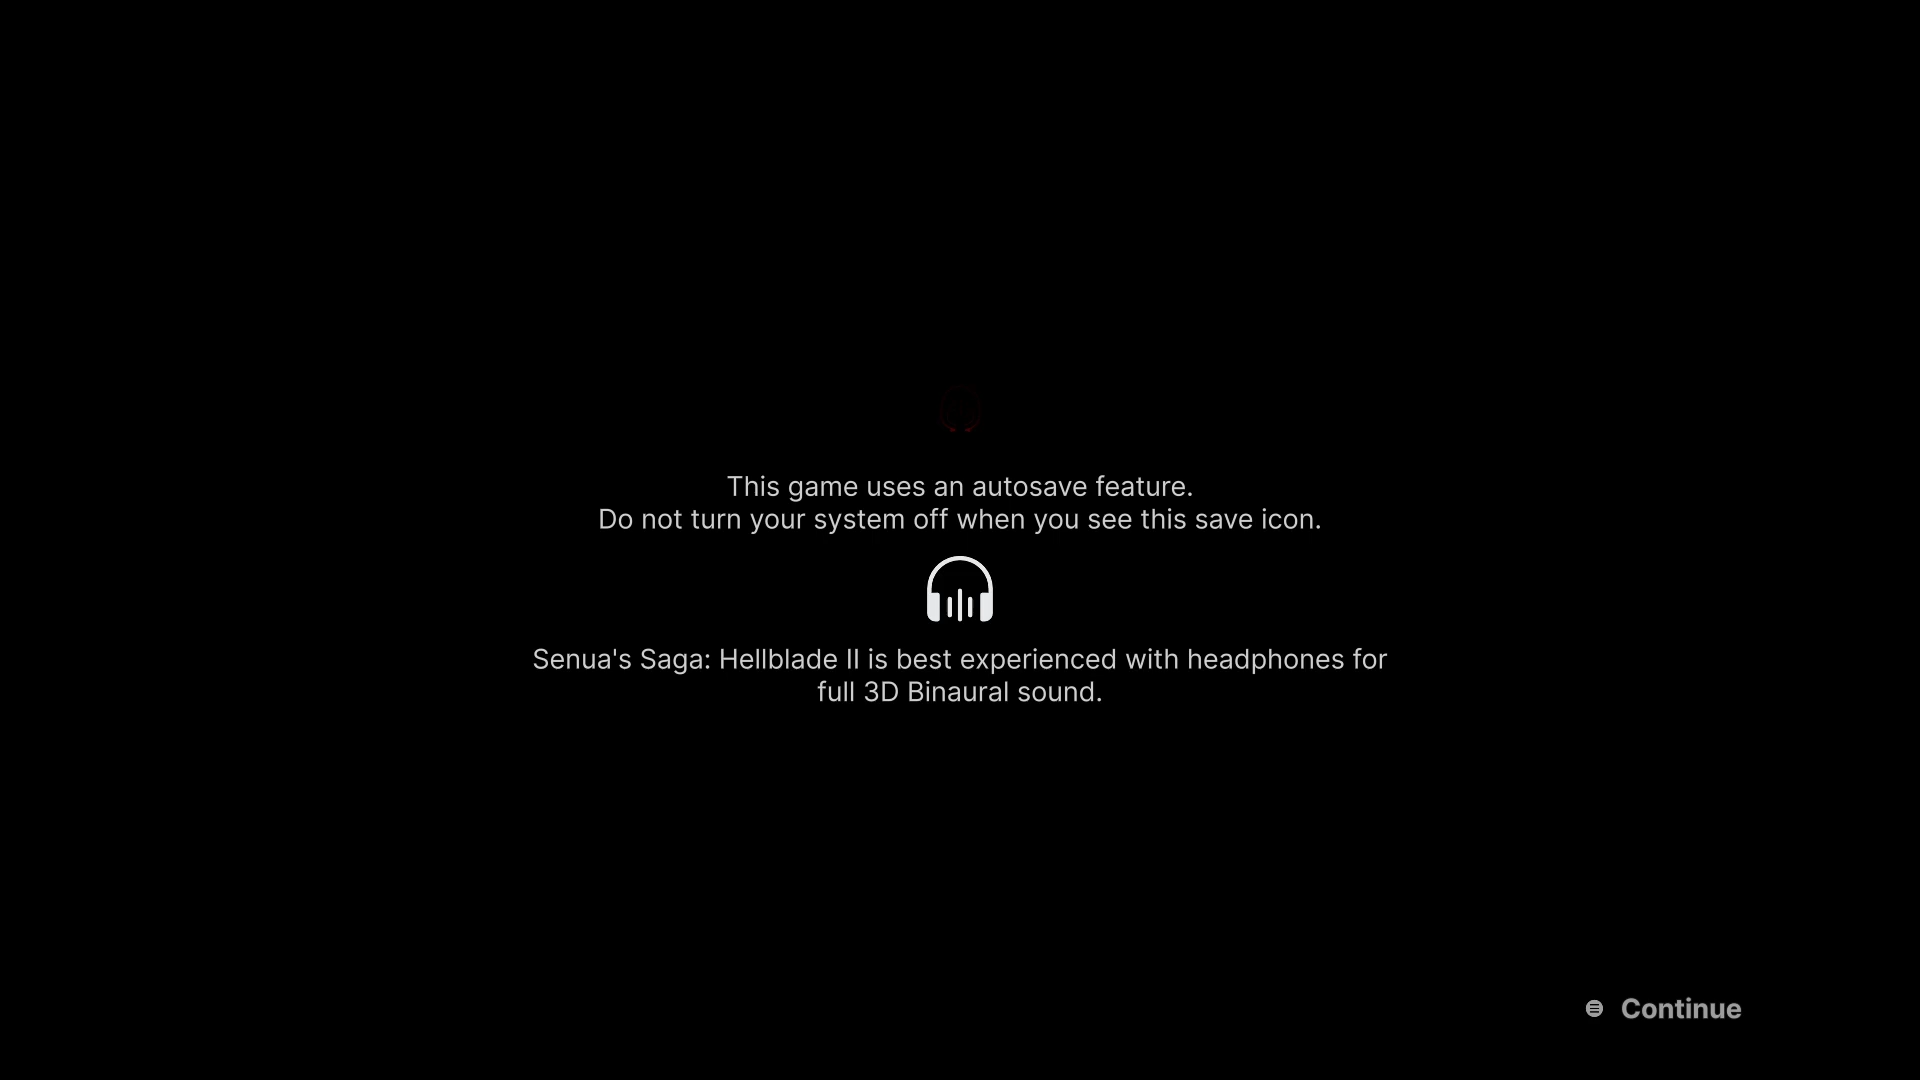 This game uses an autosave feature.
Do not turn your system off when you see this save icon.
Senua's Saga: Hellblade II is best experienced with headphones for
full 3D Binaural sound.
Continue